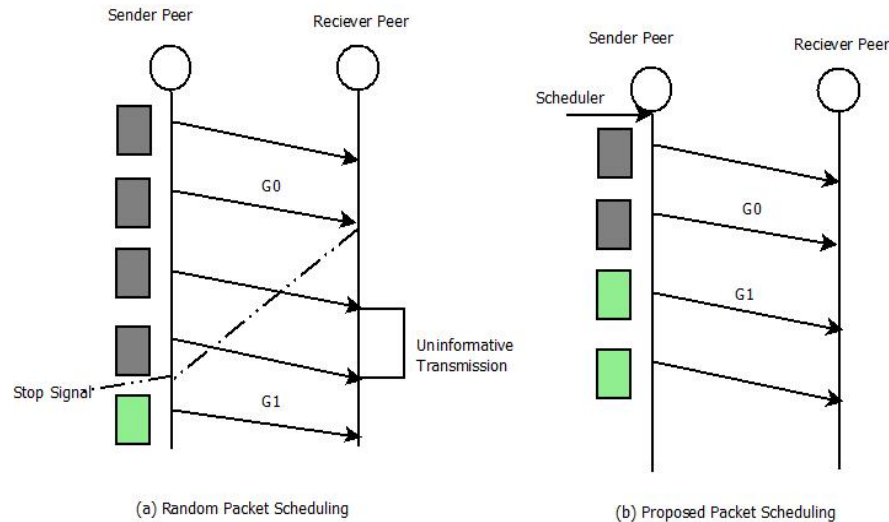 Sender Peer
Reciever Peer
G0
Uninformative
Transmission
Stop Signal
G1
(a) Random Packet Scheduling
Sender Peer
Reciever Peer
Scheduler
G0
G1
(b) Proposed Packet Scheduling